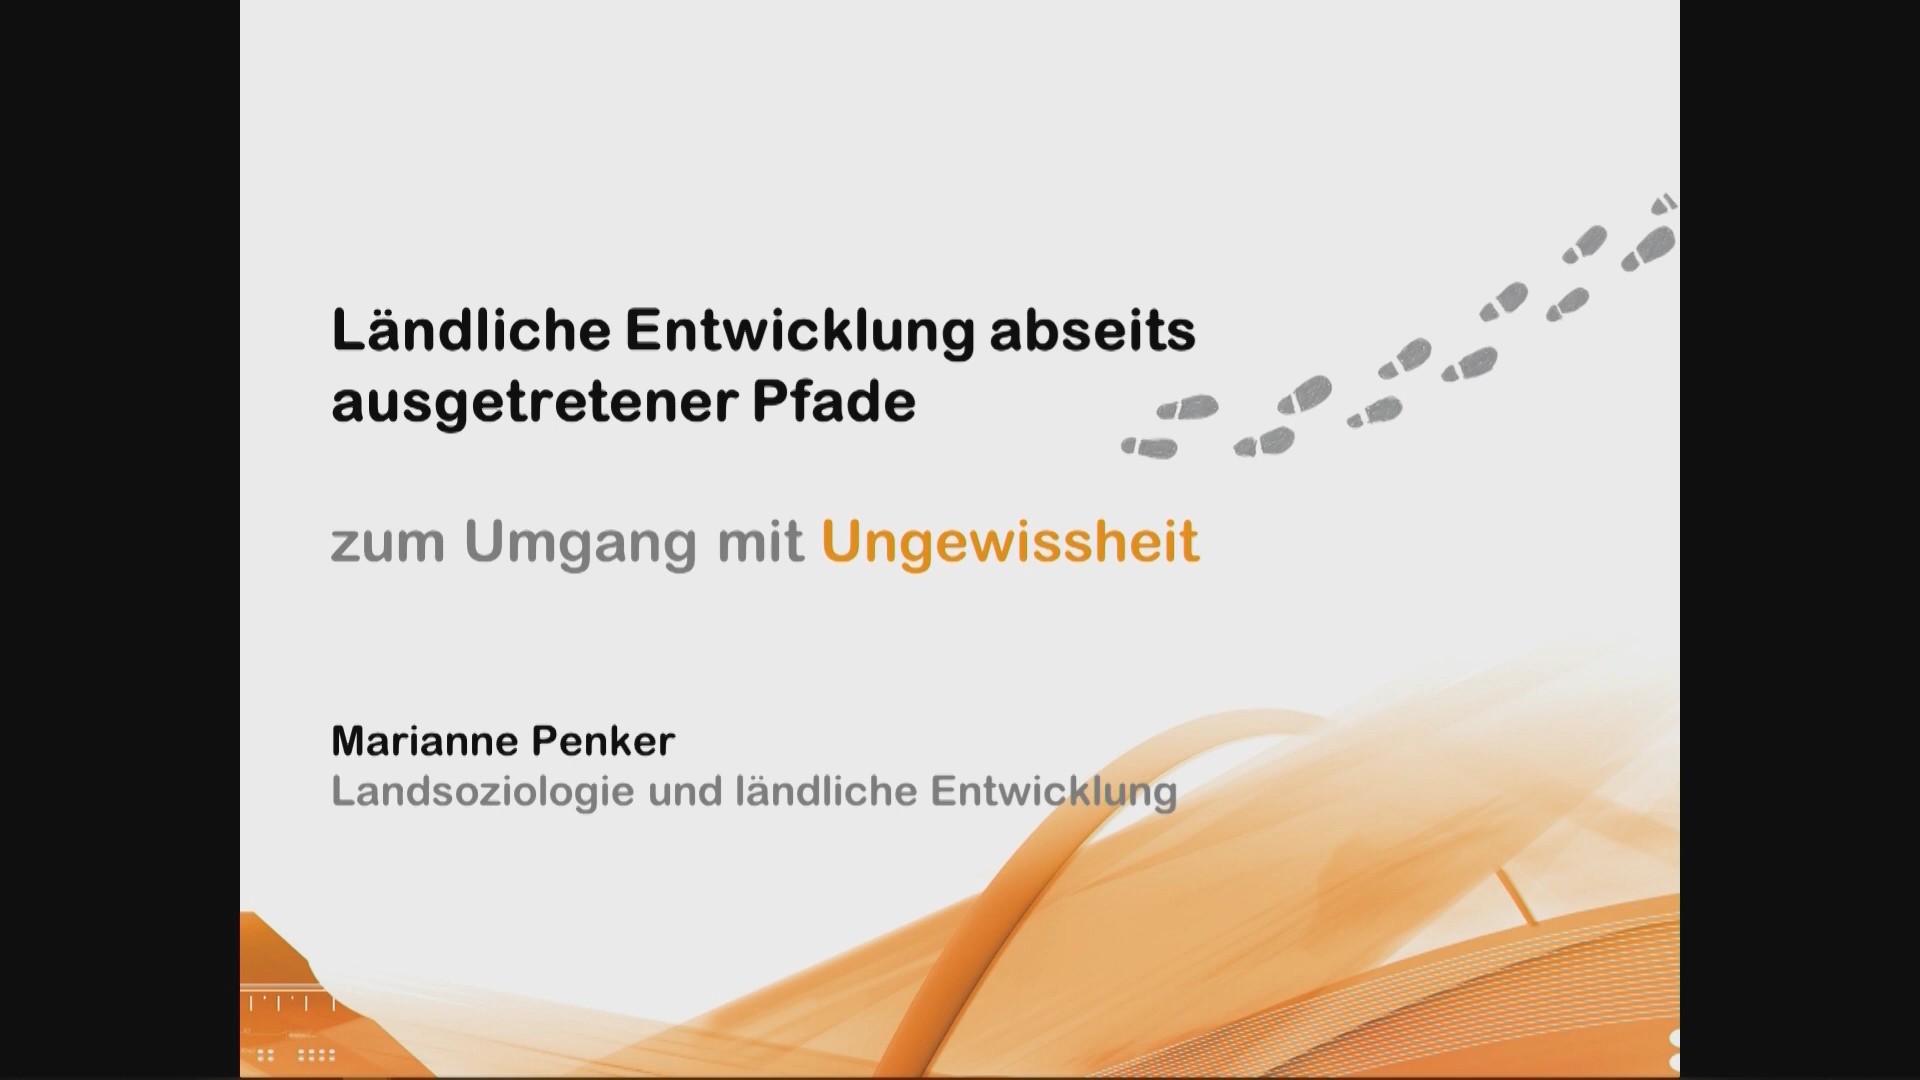 Ländliche Entwicklung abseits
ausgetretener Pfade
zum Umgang mit Ungewissheit
Marianne Penker
Landsoziologie und ländliche Entwicklung